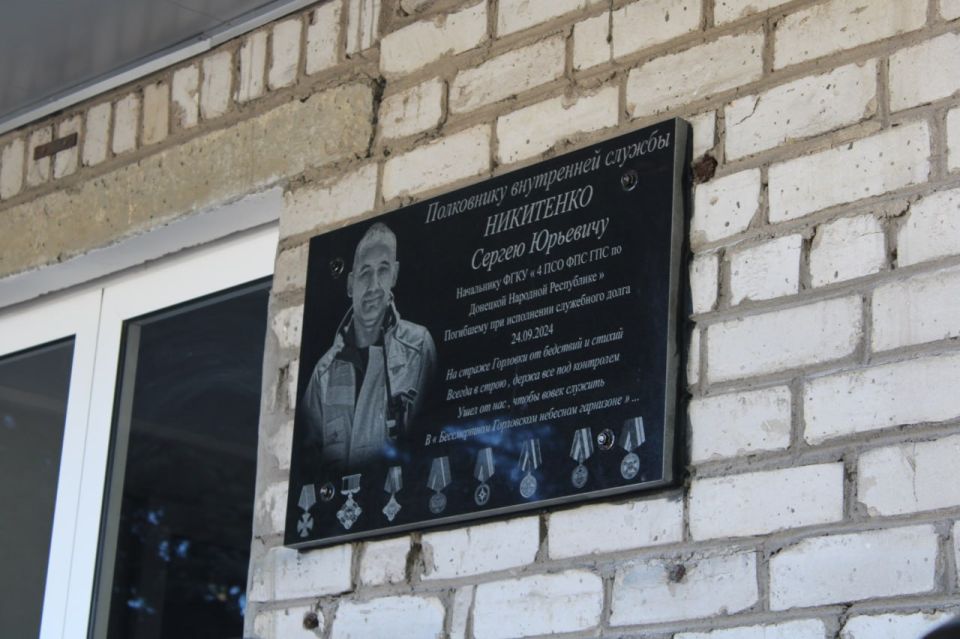 Полковнику внутренней службы
НИКИТЕНКО
Сергею Юрьевичу
Начальнику ФГКУ « 4 ПСО ФПС ГПС по
Донецкой Народной Республике »
Погибшему при исполнении служебного долга
24.09.2024
На страже Горловки от бедствий и стихий
Всегда в строю , держа все под контролем
Ушел от нас , чтобы вовек служить
В « Бессмертном Горловском небесном гарнизоне » ...